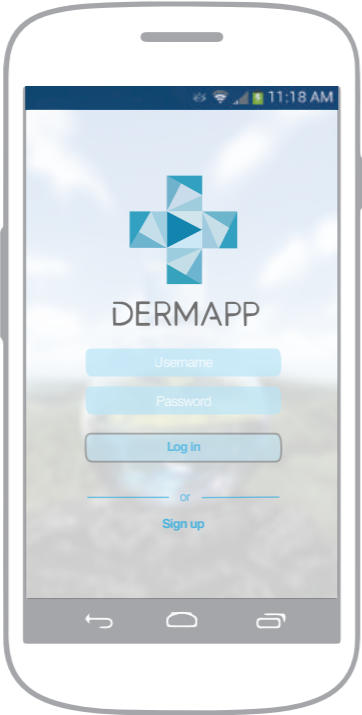 11:18 AM
DERMAPP
Username
Password
Log in
or
Sign up